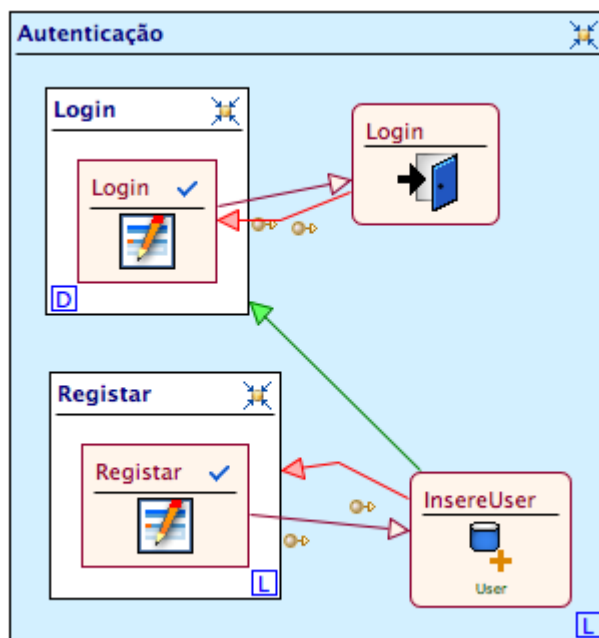 Autenticação
Login
Login
Login
D
Registar
Registar
L
InsereUser
User
L